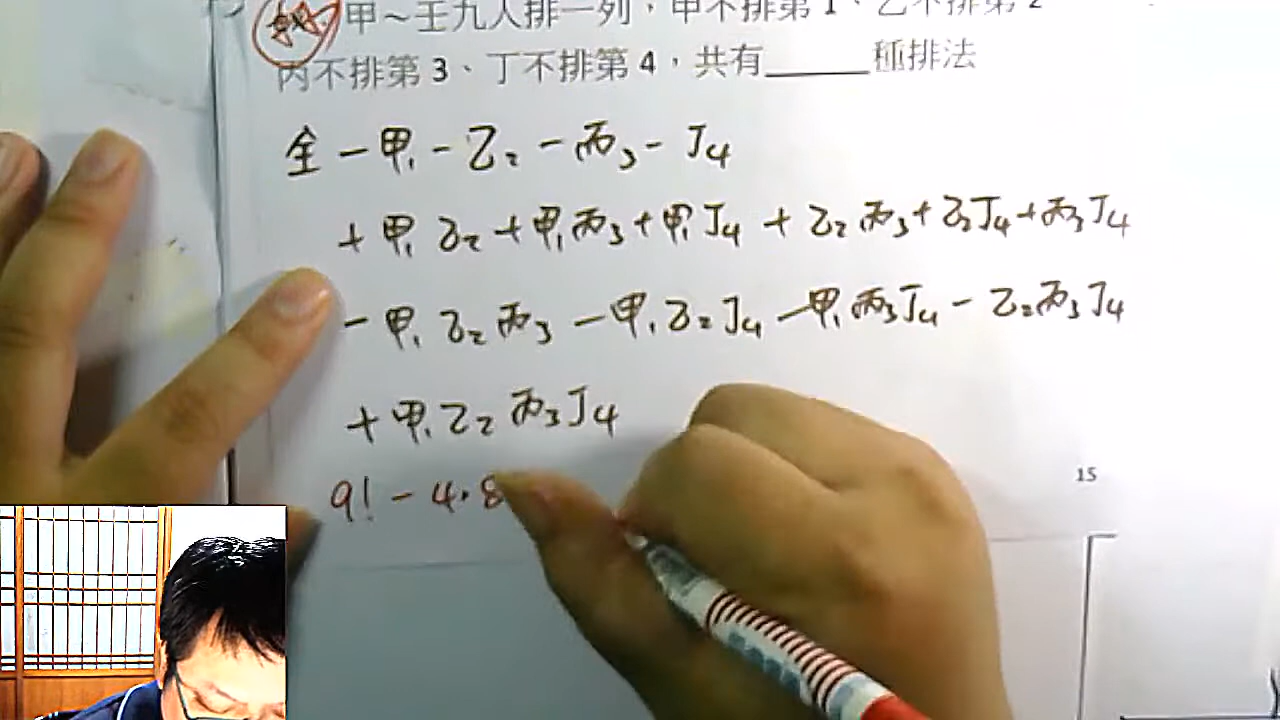 甲～壬九人排一列，甲不排第1、乙不排第2
丙不排第3、丁不排第4，共有______種排法
全－甲₁－乙₂－丙₃－丁₄
＋甲₁乙₂＋甲₁丙₃＋甲₁丁₄＋乙₂丙₃＋乙₂丁₄＋丙₃丁₄
－甲₁乙₂丙₃－甲₁乙₂丁₄－甲₁丙₃丁₄－乙₂丙₃丁₄
＋甲₁乙₂丙₃丁₄
9!－4·8
15